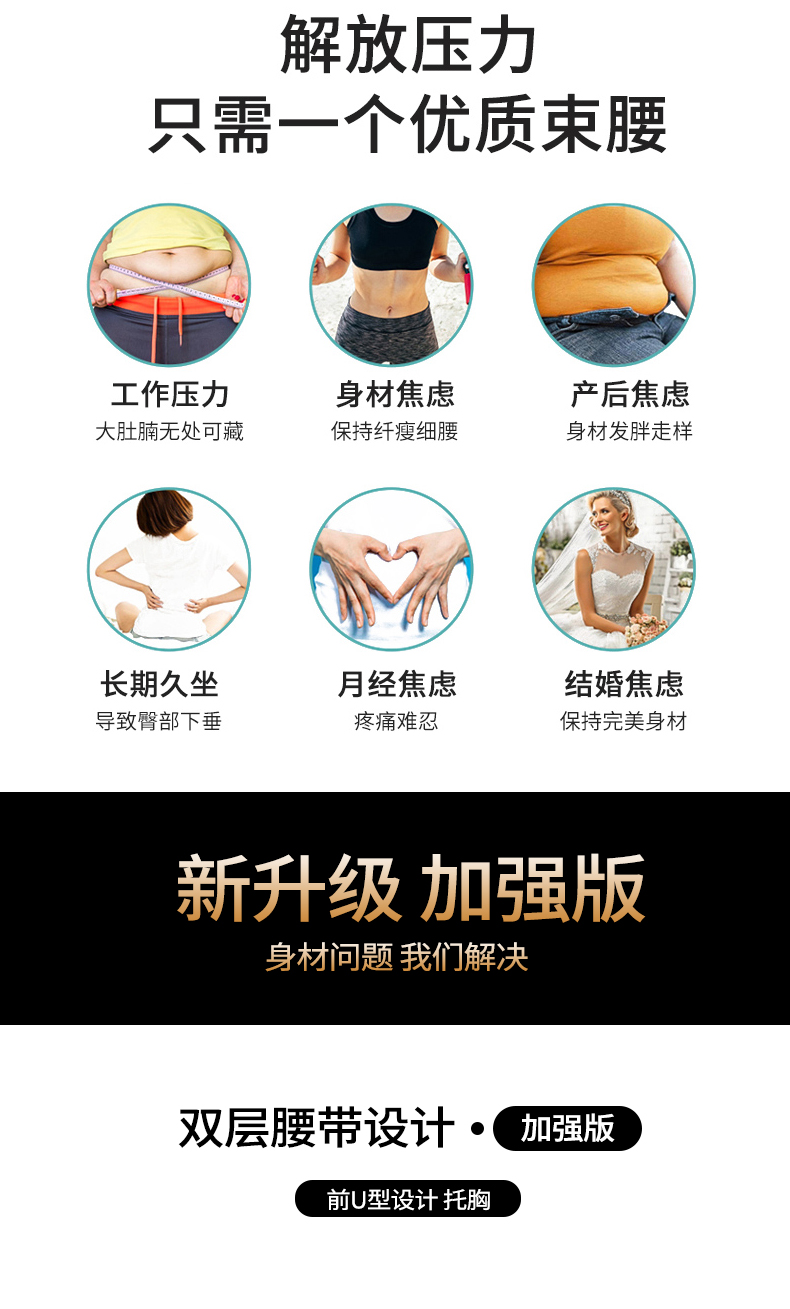 解放压力
只需一个优质束腰
工作压力 身材焦虑 产后焦虑
大肚腩无处可藏 保持纤瘦细腰 身材发胖走样
长期久坐 月经焦虑 结婚焦虑
导致臀部下垂 疼痛难忍 保持完美身材
新升级 加强版
身材问题 我们解决
双层腰带设计·加强版
前U型设计 托胸